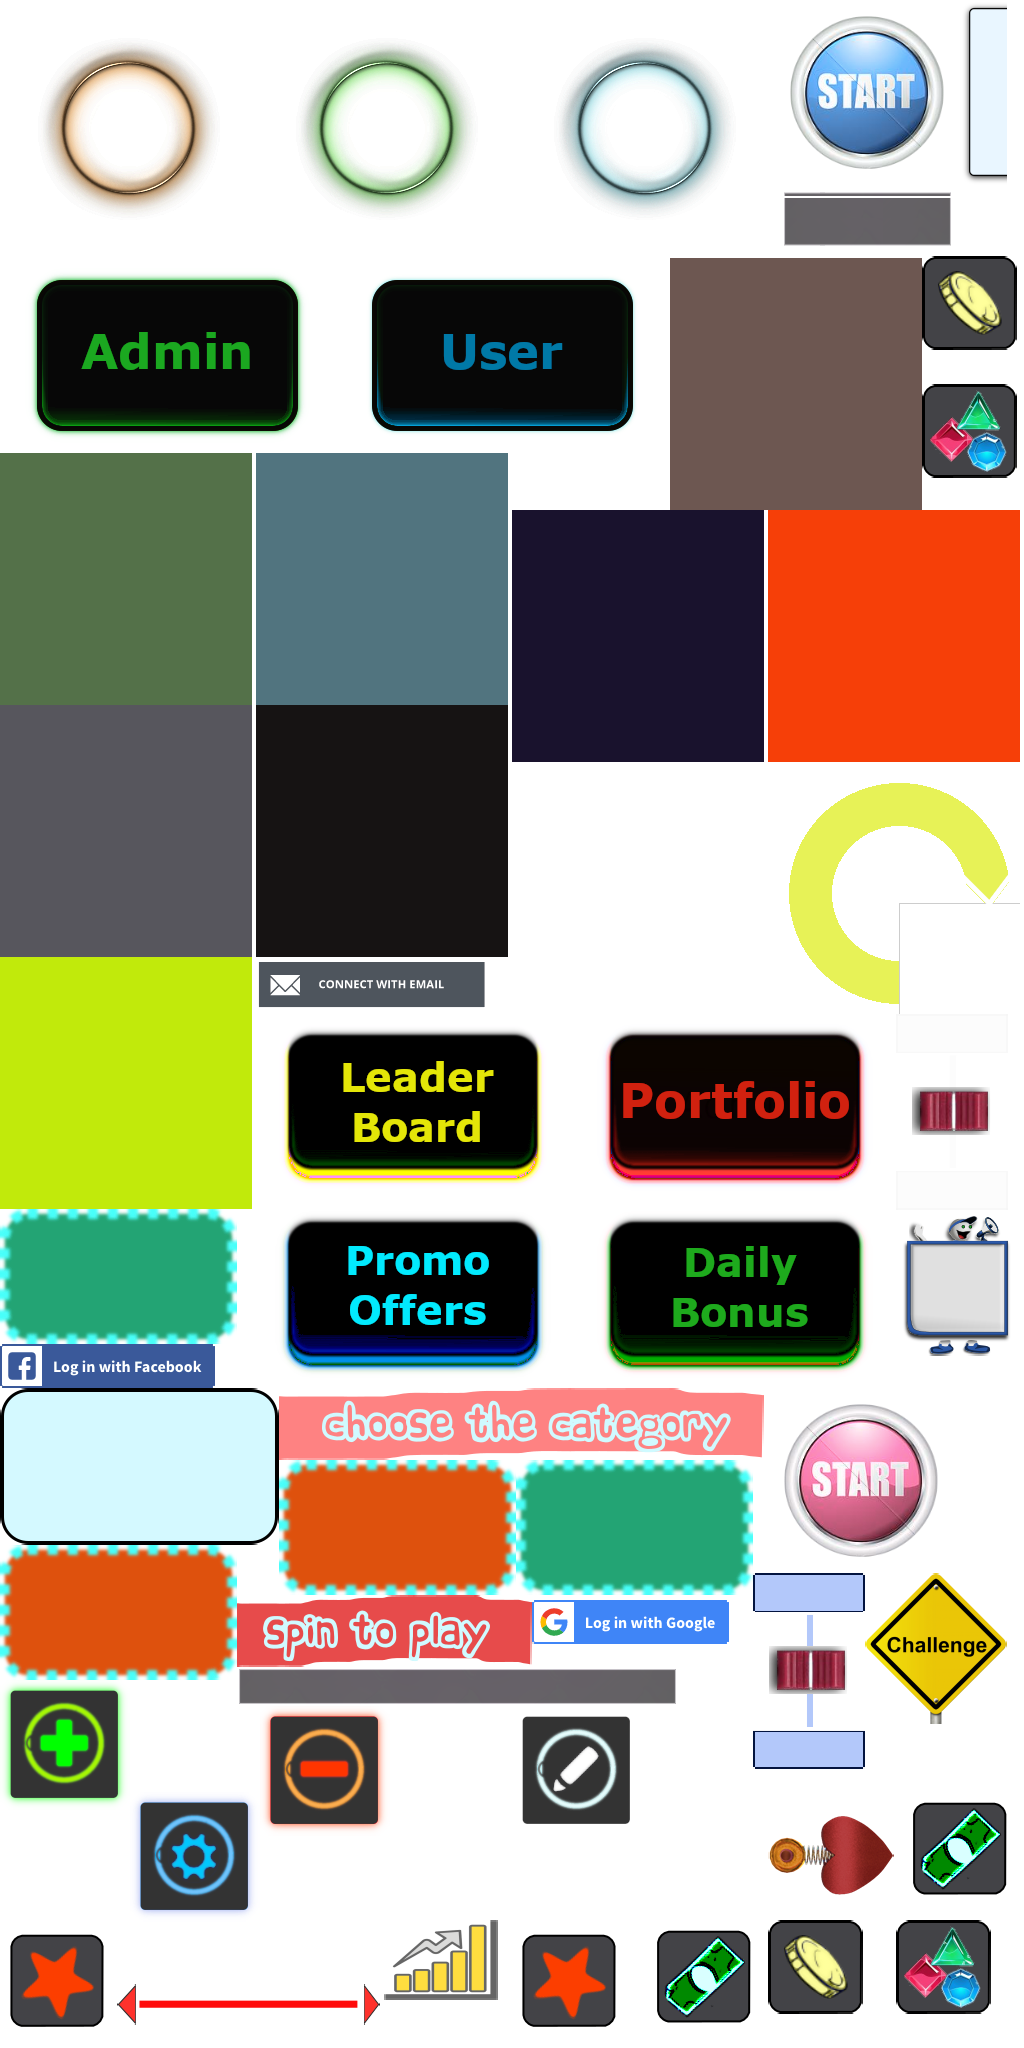 START
Admin
User
CONNECT WITH EMAIL
Leader
Board
Portfolio
Promo
Offers
Daily
Bonus
Log in with Facebook
choose the category
START
Spin to play
Log in with Google
Challenge